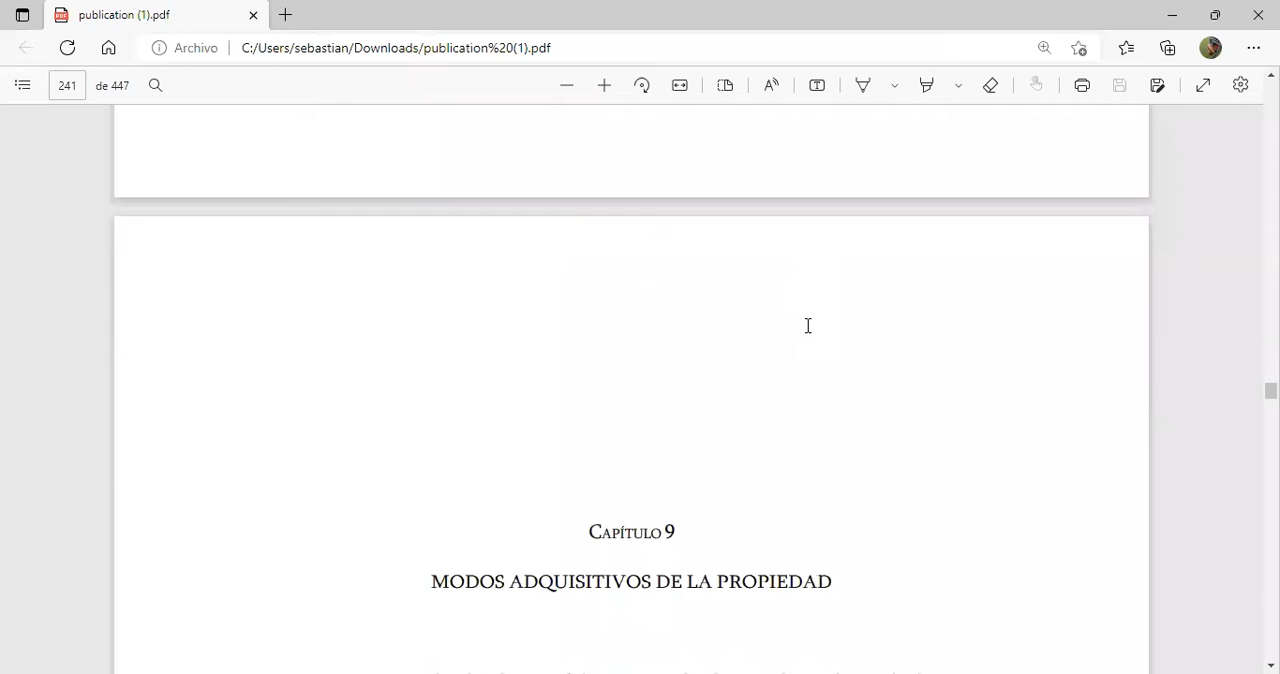 publication (1).pdf
Archivo
C:/Users/sebastian/Downloads/publication%20(1).pdf
241
de 447
CAPÍTULO 9
MODOS ADQUISITIVOS DE LA PROPIEDAD